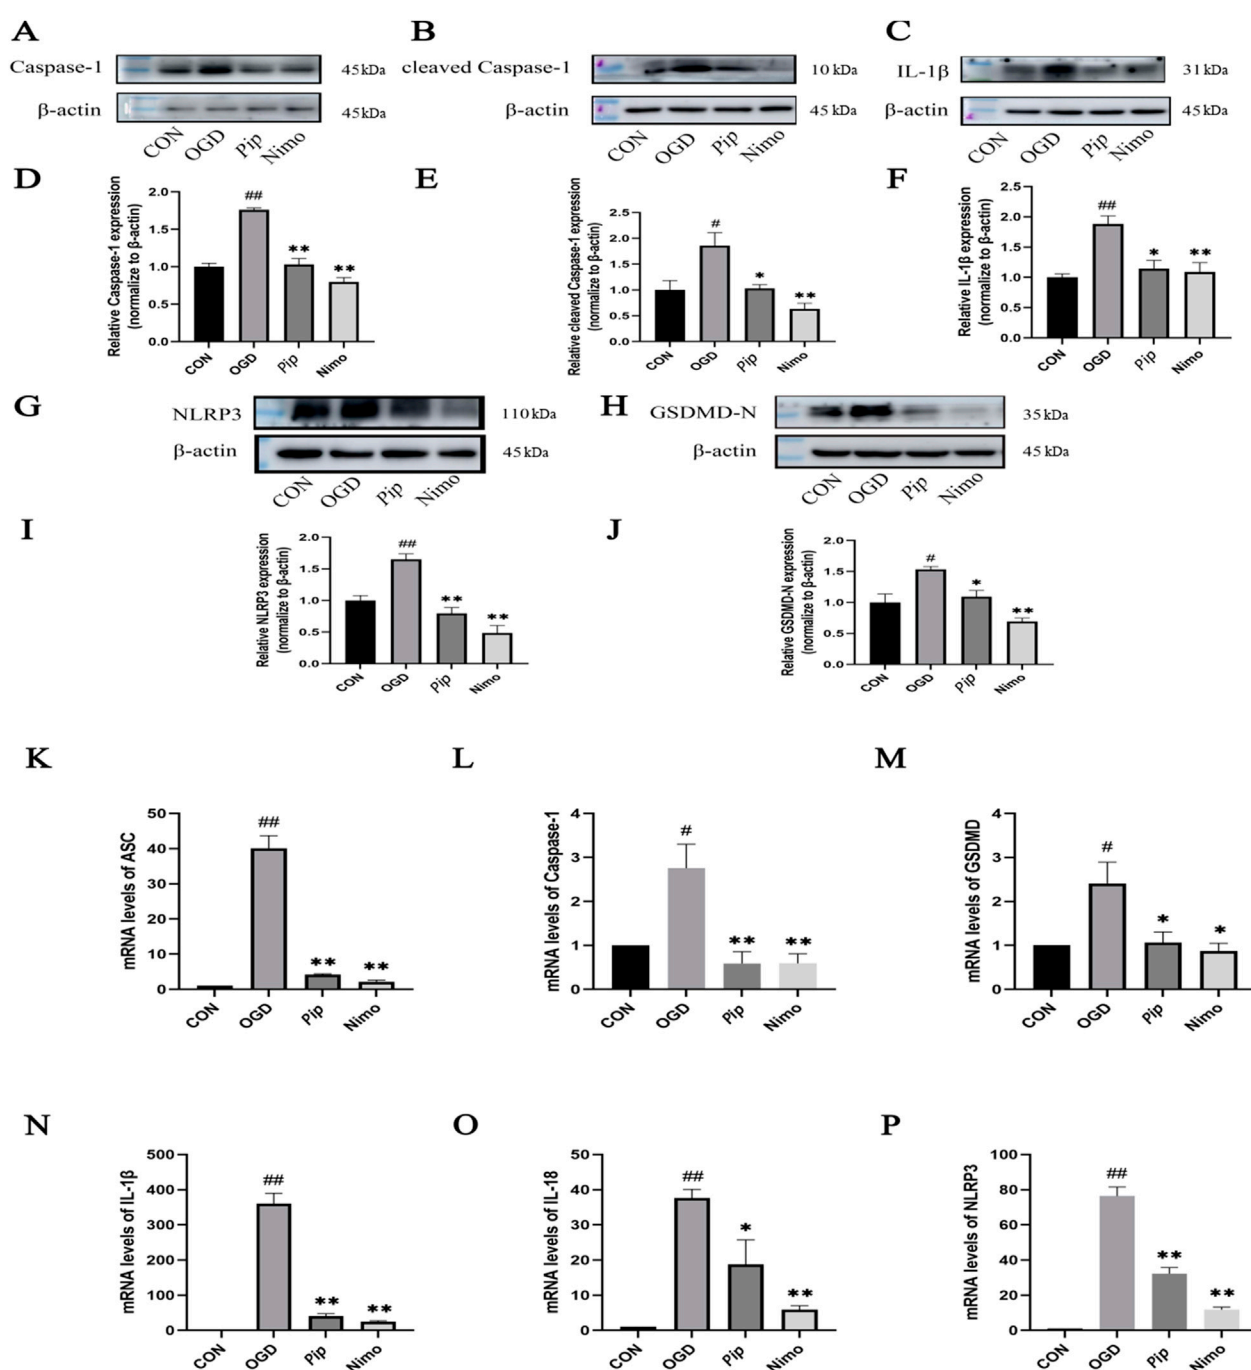 A
Caspase-1
45kDa
β-actin
45kDa
CON
OGD
Pip
Nimo
B
cleaved Caspase-1
10kDa
β-actin
45kDa
CON
OGD
Pip
Nimo
C
IL-1β
31kDa
β-actin
45kDa
CON
OGD
Pip
Nimo
D
Relative Caspase-1 expression
(normalize to β-actin)
2.0
1.5
1.0
0.5
0.0
##
**
**
CON
OGD
Pip
Nimo
E
Relative cleaved Caspase-1 expression
(normalize to β-actin)
2.5
2.0
1.5
1.0
0.5
0.0
#
*
**
CON
OGD
Pip
Nimo
F
Relative IL-1β expression
(normalize to β-actin)
2.5
2.0
1.5
1.0
0.5
0.0
##
*
**
CON
OGD
Pip
Nimo
G
NLRP3
110kDa
β-actin
45kDa
CON
OGD
Pip
Nimo
H
GSDMD-N
35kDa
β-actin
45kDa
CON
OGD
Pip
Nimo
I
Relative NLRP3 expression
(normalize to β-actin)
2.0
1.5
1.0
0.5
0.0
##
**
**
CON
OGD
Pip
Nimo
J
Relative GSDMD-N expression
(normalize to β-actin)
2.0
1.5
1.0
0.5
0.0
#
*
**
CON
OGD
Pip
Nimo
K
mRNA levels of ASC
50
40
30
20
10
0
##
**
**
CON
OGD
Pip
Nimo
L
mRNA levels of Caspase-1
4
3
2
1
0
#
**
**
CON
OGD
Pip
Nimo
M
mRNA levels of GSDMD
4
3
2
1
0
#
*
*
CON
OGD
Pip
Nimo
N
mRNA levels of IL-1β
500
400
300
200
100
0
##
**
**
CON
OGD
Pip
Nimo
O
mRNA levels of IL-18
50
40
30
20
10
0
##
*
**
CON
OGD
Pip
Nimo
P
mRNA levels of NLRP3
100
80
60
40
20
0
##
**
**
CON
OGD
Pip
Nimo